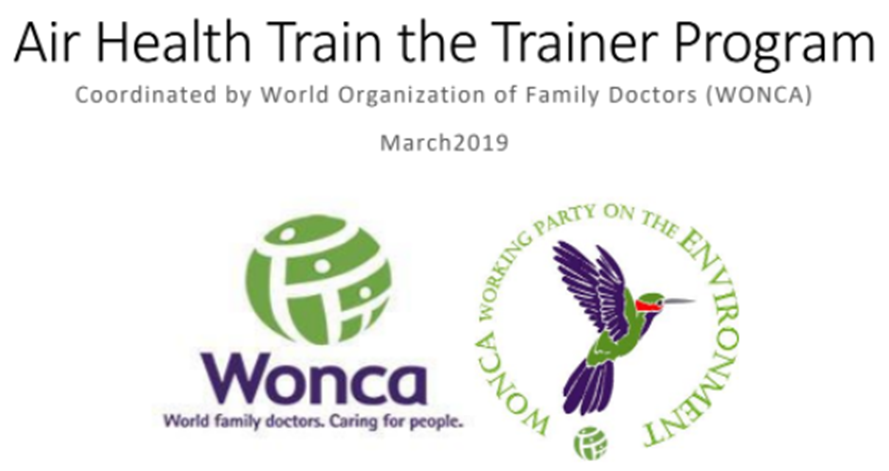 Air Health Train the Trainer Program
Coordinated by World Organization of Family Doctors (WONCA)
March2019
Wonca
World family doctors. Caring for people.
WONCA WORKING PARTY ON THE ENVIRONMENT